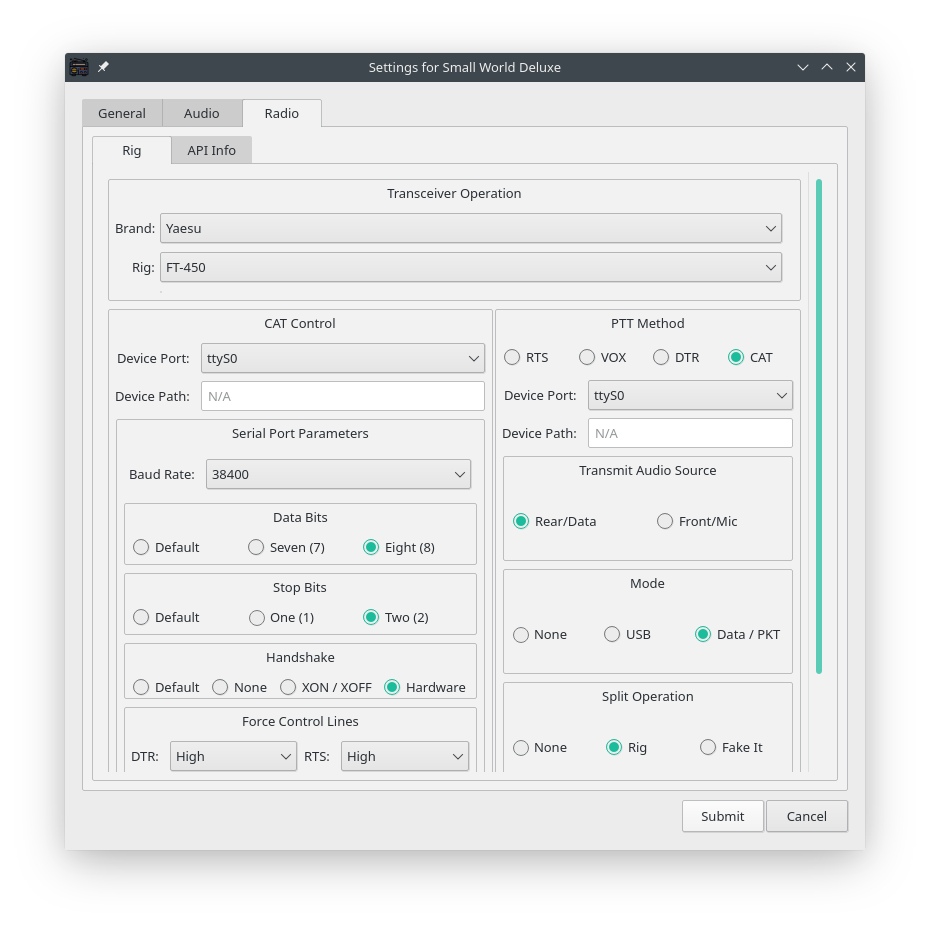 Settings for Small World Deluxe
General Audio Radio
Rig API Info
Transceiver Operation
Brand: Yaesu
Rig: FT-450
CAT Control
Device Port: ttyS0
Device Path: N/A
Serial Port Parameters
Baud Rate: 38400
Data Bits
Default Seven (7) Eight (8)
Stop Bits
Default One (1) Two (2)
Handshake
Default None XON / XOFF Hardware
Force Control Lines
DTR: High RTS: High
PTT Method
RTS VOX DTR CAT
Device Port: ttyS0
Device Path: N/A
Transmit Audio Source
Rear/Data Front/Mic
Mode
None USB Data / PKT
Split Operation
None Rig Fake It
Submit Cancel